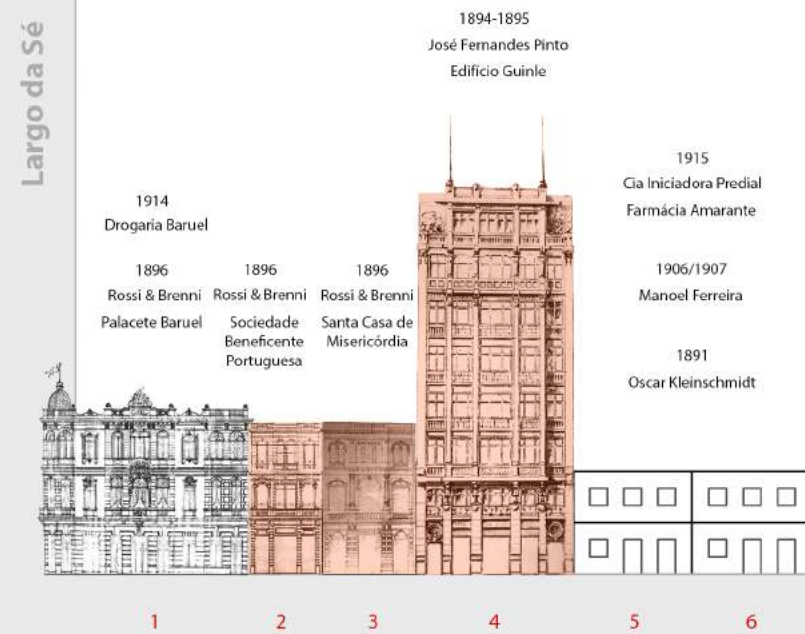 Largo da Sé
1914
Drogaria Baruel
1896
Rossi & Brenni
Palacete Baruel
1896
Rossi & Brenni
Sociedade
Beneficente
Portuguesa
1896
Rossi & Brenni
Santa Casa de
Misericórdia
1894-1895
José Fernandes Pinto
Edifício Guinle
1915
Cia Iniciadora Predial
Farmácia Amarante
1906/1907
Manoel Ferreira
1891
Oscar Kleinschmidt
1
2
3
4
5
6